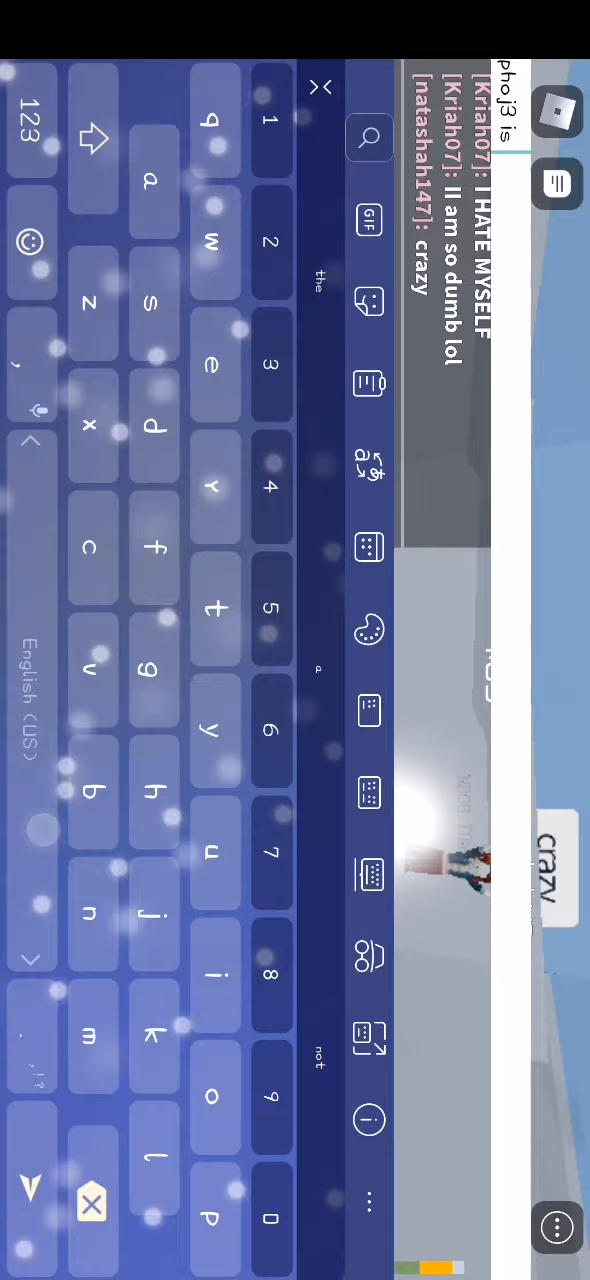 phoj3 is
[Kriah07]: I HATE MYSELF
[Kriah07]: II am so dumb lol
[natashah147]: crazy
crazy
GIF
the
a
not
1 2 3 4 5 6 7 8 9 0
q w e r t y u i o p
a s d f g h j k l
z x c v b n m
123 , English (US) . ,!?